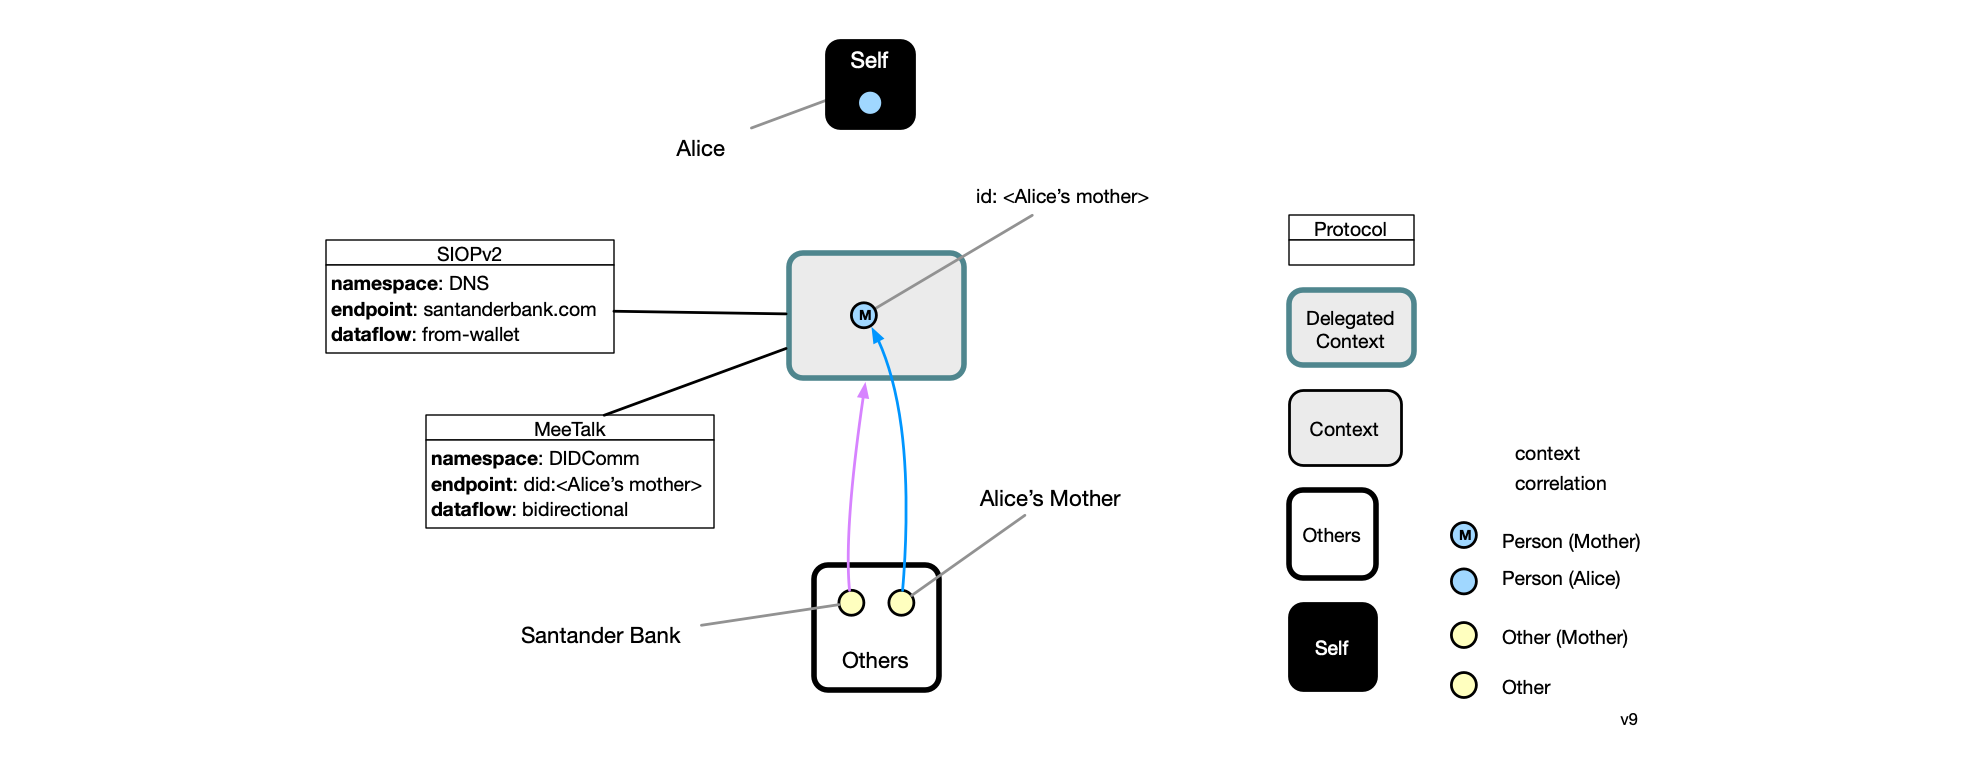 Self
Alice
id: <Alice’s mother>
SIOPv2
namespace: DNS
endpoint: santanderbank.com
dataflow: from-wallet
M
MeeTalk
namespace: DIDComm
endpoint: did:<Alice’s mother>
dataflow: bidirectional
Alice’s Mother
Santander Bank
Others
Protocol
Delegated
Context
Context
Others
Self
context
correlation
M
Person (Mother)
Person (Alice)
Other (Mother)
Other
v9